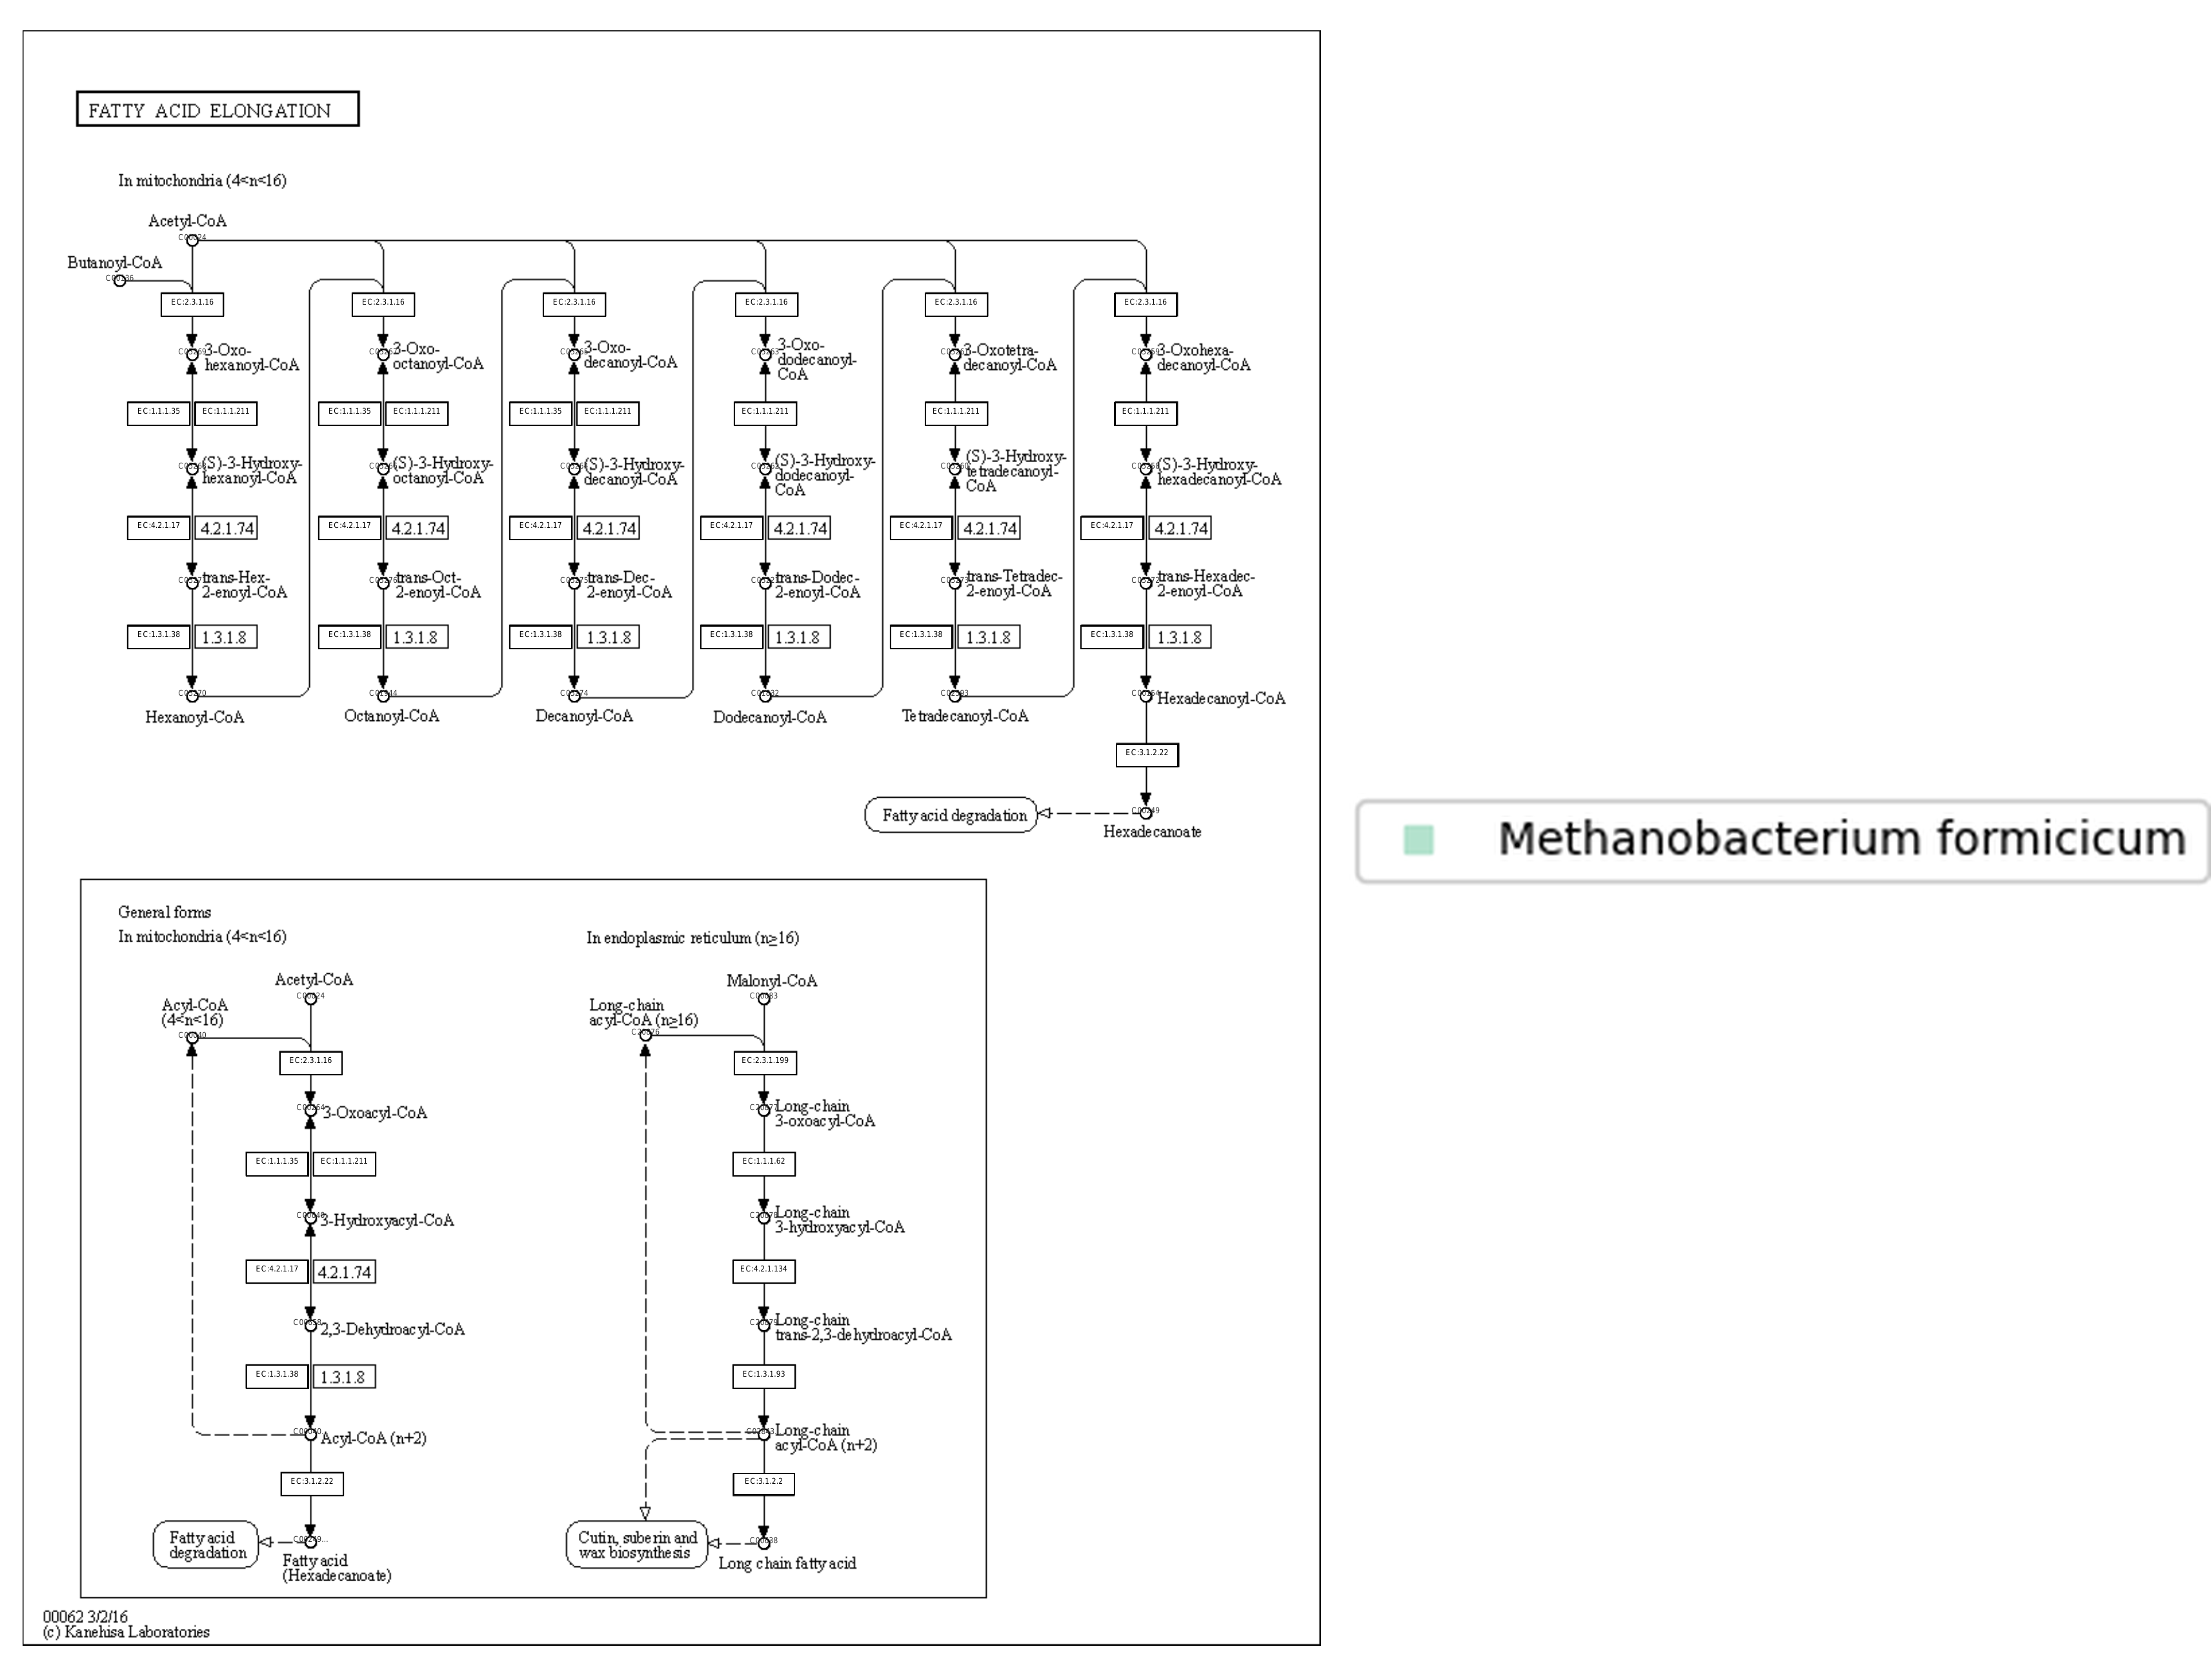 FATTY ACID ELONGATION
In mitochondria (4<n<16)
Acetyl-CoA
Butanoyl-CoA
EC:2.3.1.16 EC:2.3.1.16 EC:2.3.1.16 EC:2.3.1.16 EC:2.3.1.16 EC:2.3.1.16
3-Oxo-
hexanoyl-CoA
3-Oxo-
octanoyl-CoA
3-Oxo-
decanoyl-CoA
3-Oxo-
dodecanoyl-
CoA
3-Oxotetra-
decanoyl-CoA
3-Oxohexa-
decanoyl-CoA
EC:1.1.1.35 EC:1.1.1.211 EC:1.1.1.35 EC:1.1.1.211 EC:1.1.1.35 EC:1.1.1.211 EC:1.1.1.211 EC:1.1.1.211 EC:1.1.1.211
(S)-3-Hydroxy-
hexanoyl-CoA
(S)-3-Hydroxy-
octanoyl-CoA
(S)-3-Hydroxy-
decanoyl-CoA
(S)-3-Hydroxy-
dodecanoyl-
CoA
(S)-3-Hydroxy-
tetradecanoyl-
CoA
(S)-3-Hydroxy-
hexadecanoyl-CoA
EC:4.2.1.17 4.2.1.74 EC:4.2.1.17 4.2.1.74 EC:4.2.1.17 4.2.1.74 EC:4.2.1.17 4.2.1.74 EC:4.2.1.17 4.2.1.74 EC:4.2.1.17 4.2.1.74
trans-Hex-
2-enoyl-CoA
trans-Oct-
2-enoyl-CoA
trans-Dec-
2-enoyl-CoA
trans-Dodec-
2-enoyl-CoA
trans-Tetradec-
2-enoyl-CoA
trans-Hexadec-
2-enoyl-CoA
EC:1.3.1.38 1.3.1.8 EC:1.3.1.38 1.3.1.8 EC:1.3.1.38 1.3.1.8 EC:1.3.1.38 1.3.1.8 EC:1.3.1.38 1.3.1.8 EC:1.3.1.38 1.3.1.8
Hexanoyl-CoA
Octanoyl-CoA
Decanoyl-CoA
Dodecanoyl-CoA
Tetradecanoyl-CoA
Hexadecanoyl-CoA
EC:3.1.2.22
Fatty acid degradation
Hexadecanoate
Methanobacterium formicicum
General forms
In mitochondria (4<n<16)
Acetyl-CoA
Acyl-CoA
(4<n<16)
EC:2.3.1.16
3-Oxoacyl-CoA
EC:1.1.1.35 EC:1.1.1.211
3-Hydroxyacyl-CoA
EC:4.2.1.17 4.2.1.74
2,3-Dehydroacyl-CoA
EC:1.3.1.38 1.3.1.8
Acyl-CoA (n+2)
EC:3.1.2.22
Fatty acid
degradation
Fatty acid
(Hexadecanoate)
In endoplasmic reticulum (n≥16)
Malonyl-CoA
Long-chain
acyl-CoA (n≥16)
EC:2.3.1.199
Long-chain
3-oxoacyl-CoA
EC:1.1.1.62
Long-chain
3-hydroxyacyl-CoA
EC:4.2.1.134
Long-chain
trans-2,3-dehydroacyl-CoA
EC:1.3.1.93
Long-chain
acyl-CoA (n+2)
EC:3.1.2.2
Cutin, suberin and
wax biosynthesis
Long chain fatty acid
00062 3/2/16
(c) Kanehisa Laboratories